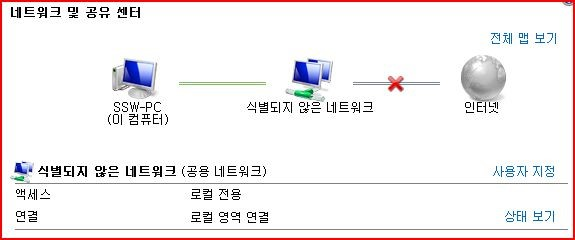 네트워크 및 공유 센터
전체 맵 보기
SSW-PC
(이 컴퓨터)
식별되지 않은 네트워크
인터넷
식별되지 않은 네트워크 (공용 네트워크)
사용자 지정
액세스
로컬 전용
연결
로컬 영역 연결
상태 보기